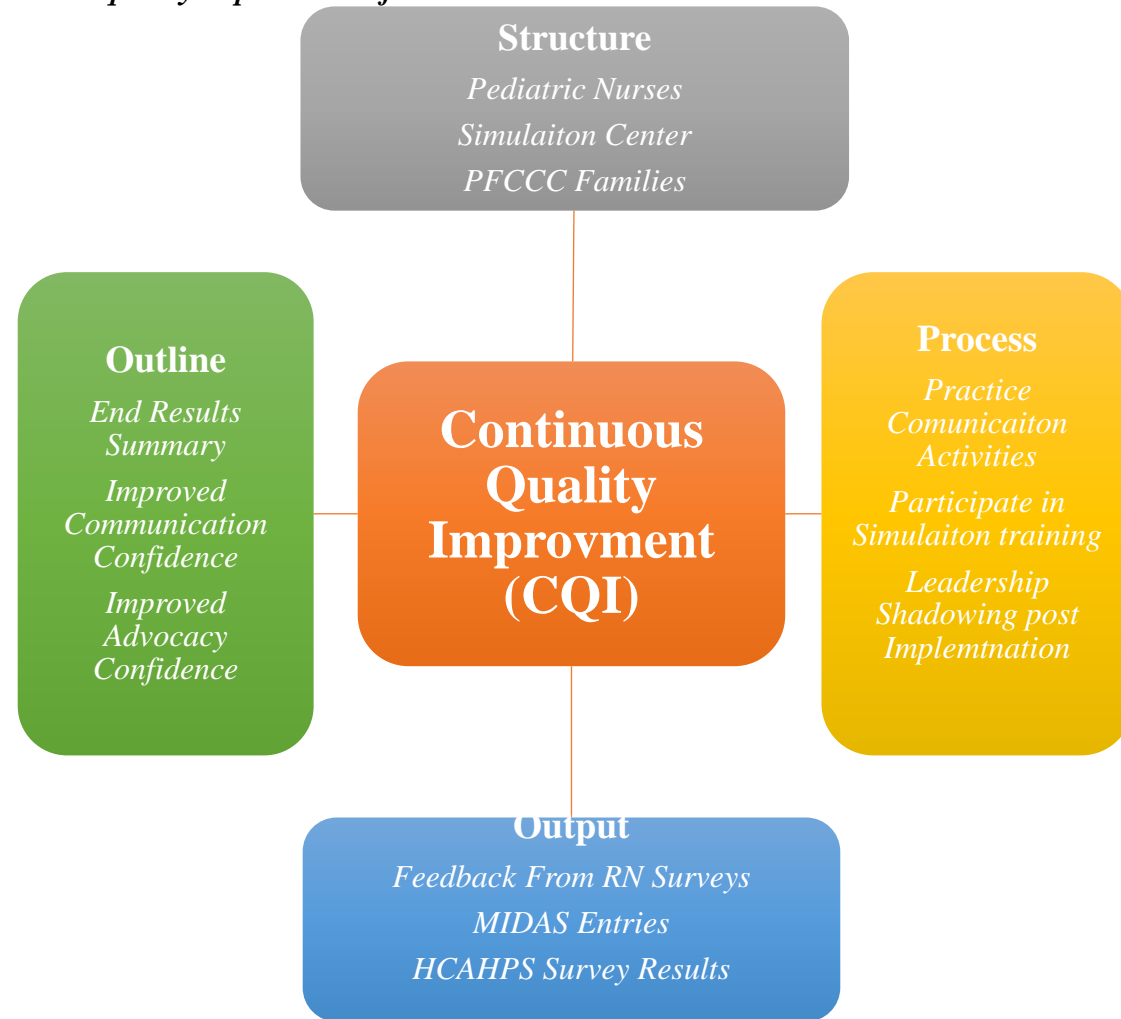 Structure
Pediatric Nurses
Simulaiton Center
PFCCC Families
Outline
End Results
Summary
Improved
Communication
Confidence
Improved
Advocacy
Confidence
Continuous
Quality
Improvment
(CQI)
Process
Practice
Comunicaiton
Activities
Participate in
Simulaiton training
Leadership
Shadowing post
Implemtnation
Output
Feedback From RN Surveys
MIDAS Entries
HCAHPS Survey Results